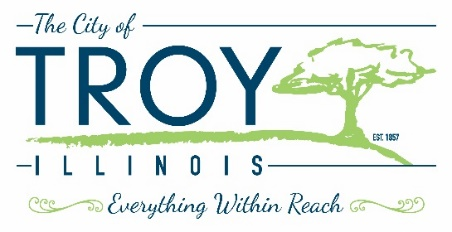 The City of
TROY
EST. 1857
ILLINOIS
Everything Within Reach